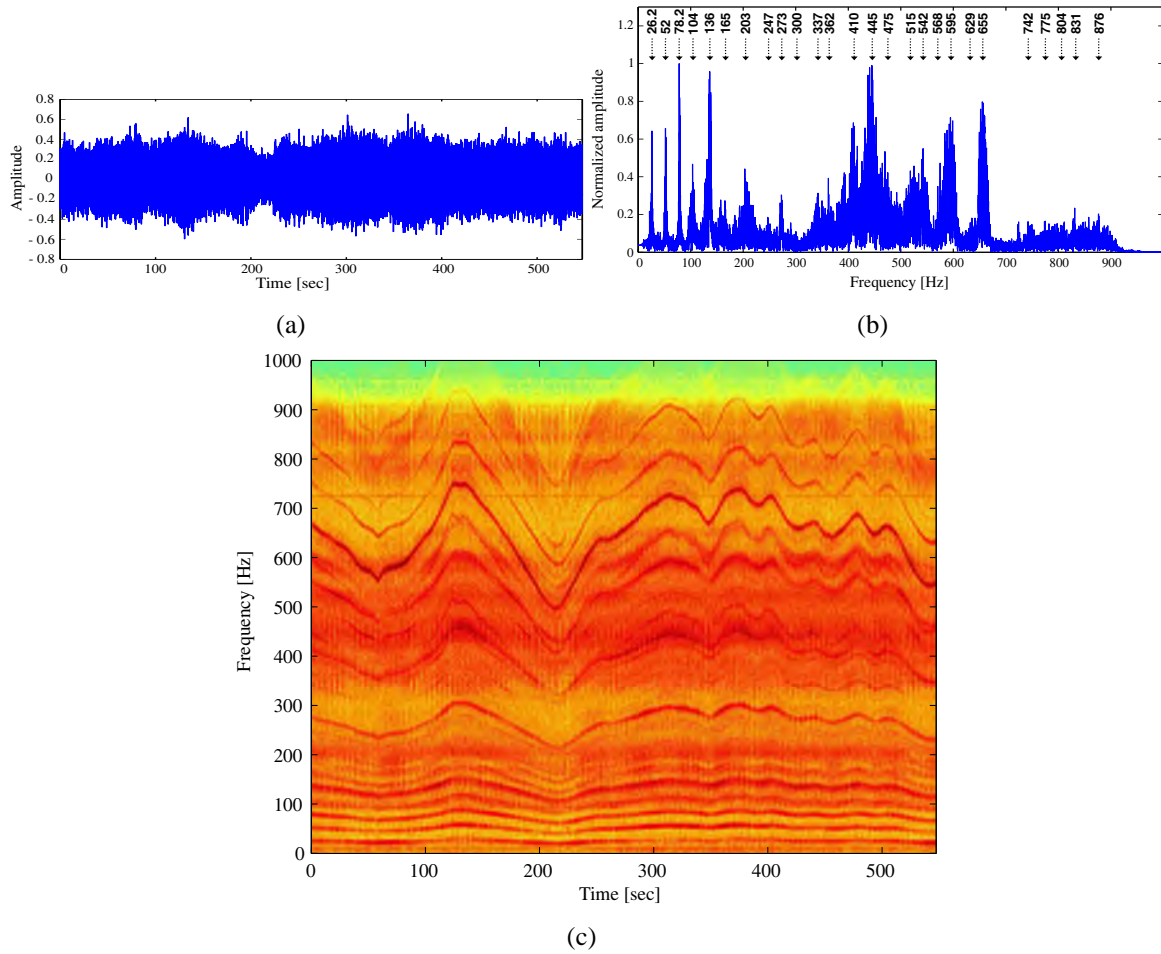 0.8
0.6
0.4
0.2
0
- 0.2
- 0.4
- 0.6
- 0.8
Amplitude
0 100 200 300 400 500
Time [sec]
(a)
26.2 52 78.2 104 136 165 203 247 273 300 337 362 410 445 475 515 542 568 595 629 655 742 775 804 831 876
1.2
1
0.8
0.6
0.4
0.2
0
Normalized amplitude
0 100 200 300 400 500 600 700 800 900
Frequency [Hz]
(b)
1000
900
800
700
600
500
400
300
200
100
0
Frequency [Hz]
0 100 200 300 400 500
Time [sec]
(c)